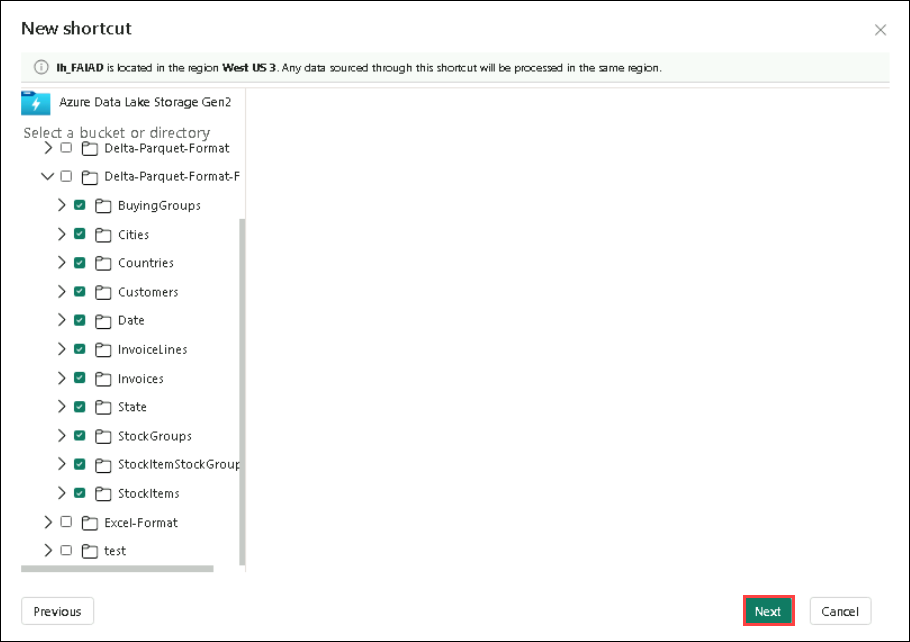 New shortcut
lh_FAIAD is located in the region West US 3. Any data sourced through this shortcut will be processed in the same region.
Azure Data Lake Storage Gen2
Select a bucket or directory
Delta-Parquet-Format
Delta-Parquet-Format-F
BuyingGroups
Cities
Countries
Customers
Date
InvoiceLines
Invoices
State
StockGroups
StockItemStockGroup
StockItems
Excel-Format
test
Previous
Next
Cancel